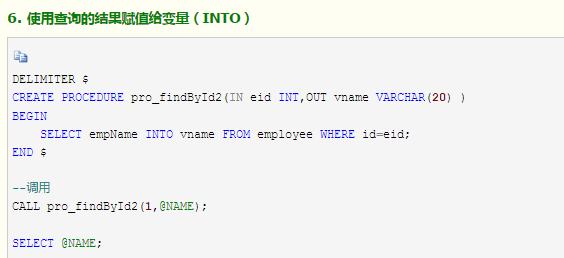 6. 使用查询的结果赋值给变量（INTO）
DELIMITER $
CREATE PROCEDURE pro_findById2(IN eid INT,OUT vname VARCHAR(20) )
BEGIN
    SELECT empName INTO vname FROM employee WHERE id=eid;
END $
--调用
CALL pro_findById2(1,@NAME);
SELECT @NAME;